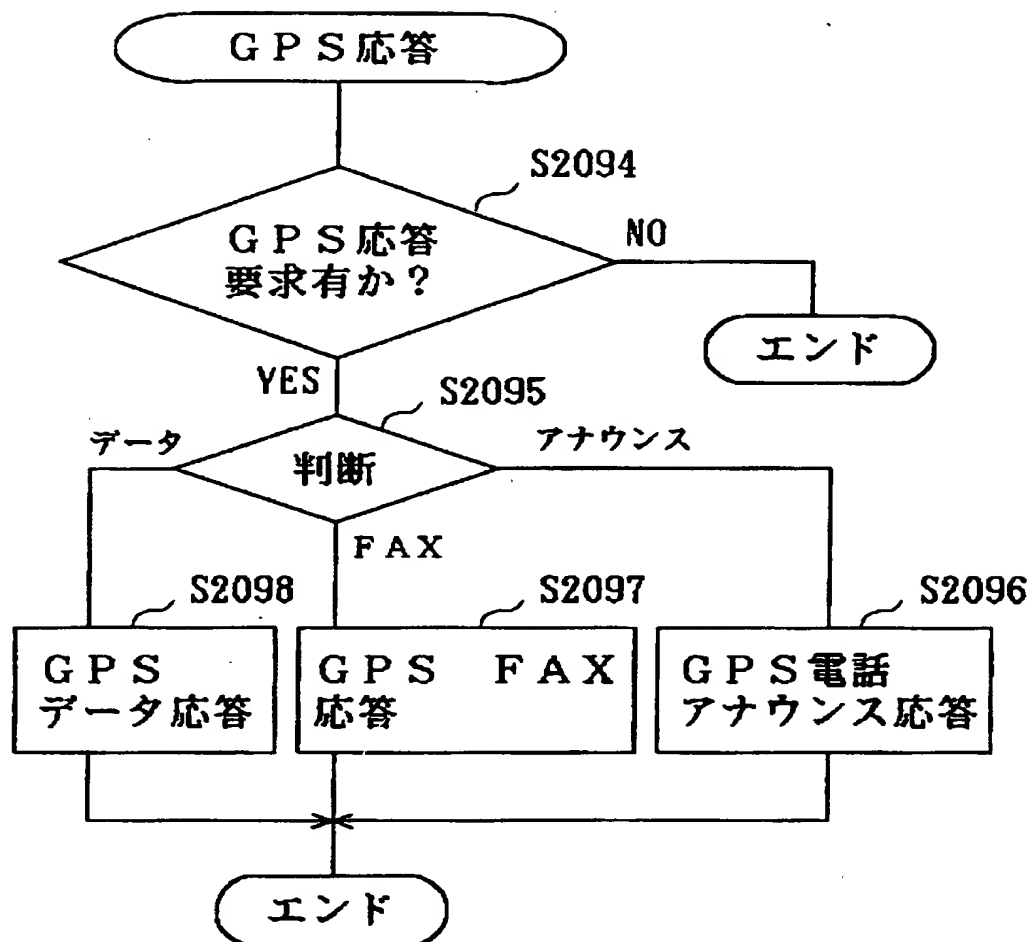 ＧＰＳ応答
S2094
ＧＰＳ応答
要求有か？
NO
エンド
YES
S2095
データ
判断
アナウンス
ＦＡＸ
S2098
S2097
S2096
ＧＰＳ
データ応答
ＧＰＳ　ＦＡＸ
応答
ＧＰＳ電話
アナウンス応答
エンド